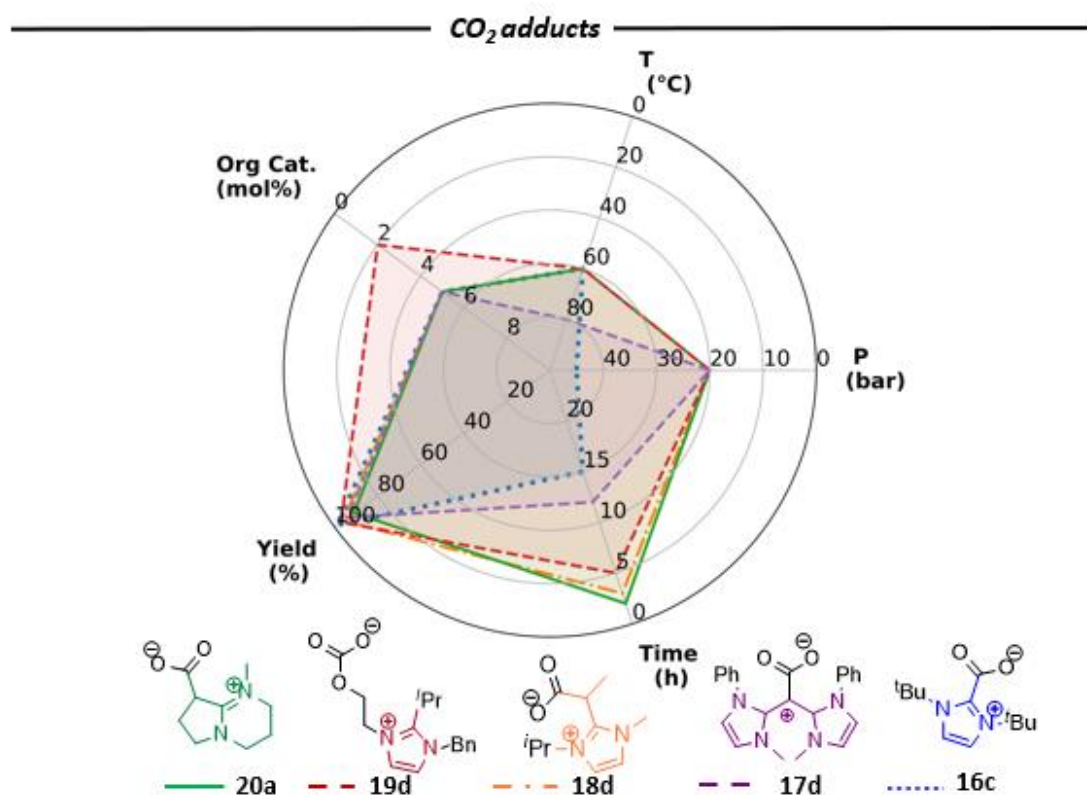 CO₂ adducts
T
(°C)
0
20
40
60
80
Org Cat.
(mol%)
0
2
4
6
8
P
(bar)
40 30 20 10 0
20
40
60
80
100
Yield
(%)
20
15
10
5
0
Time
(h)
⊖
O
O
N
⊕
N
O
O
⊖
O
ⁱPr
⊕
N
N
Bn
O
⊖
O
ⁱPr
N
⊕
N
Ph
O
O
⊖
Ph
N
N
⊕
N
N
O
O
⊖
ᵗBu
N
N
⊕
ᵗBu
20a 19d 18d 17d 16c